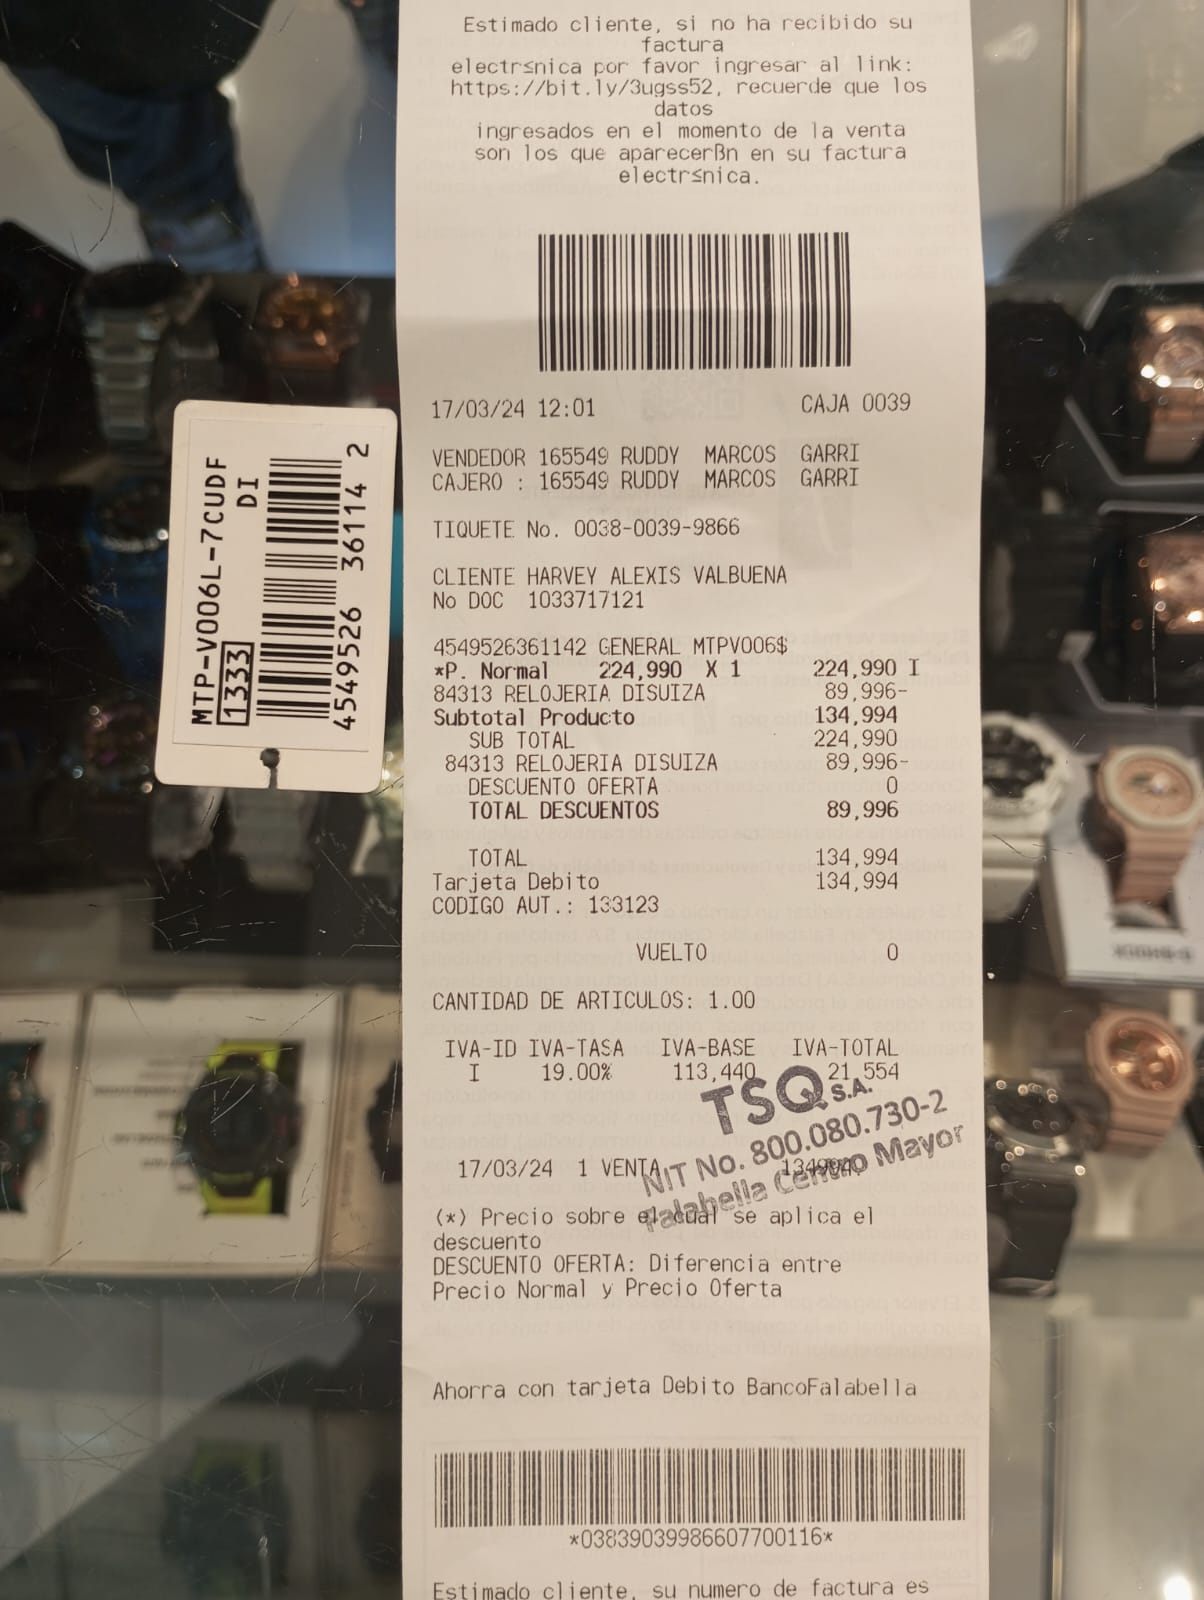 Estimado cliente, si no ha recibido su
factura
electr≤nica por favor ingresar al link:
https://bit.ly/3ugss52, recuerde que los
datos
ingresados en el momento de la venta
son los que aparecerßn en su factura
electr≤nica.
17/03/24 12:01 CAJA 0039
VENDEDOR 165549 RUDDY MARCOS GARRI
CAJERO : 165549 RUDDY MARCOS GARRI
TIQUETE No. 0038-0039-9866
CLIENTE HARVEY ALEXIS VALBUENA
No DOC 1033717121
4549526361142 GENERAL MTPV006$
*P. Normal 224,990 X 1 224,990 I
84313 RELOJERIA DISUIZA 89,996-
Subtotal Producto 134,994
SUB TOTAL 224,990
84313 RELOJERIA DISUIZA 89,996-
DESCUENTO OFERTA 0
TOTAL DESCUENTOS 89,996
TOTAL 134,994
Tarjeta Debito 134,994
CODIGO AUT.: 133123
VUELTO 0
CANTIDAD DE ARTICULOS: 1.00
IVA-ID IVA-TASA IVA-BASE IVA-TOTAL
I 19.00% 113,440 21,554
TSQ S.A.
NIT No. 800.080.730-2
Falabella Centro Mayor
17/03/24 1 VENTA
(*) Precio sobre el cual se aplica el
descuento
DESCUENTO OFERTA: Diferencia entre
Precio Normal y Precio Oferta
Ahorra con tarjeta Debito BancoFalabella
*03839039986607700116*
Estimado cliente, su numero de factura es
MTP-V006L-7CUDF
DI
1333
4549526 36114 2